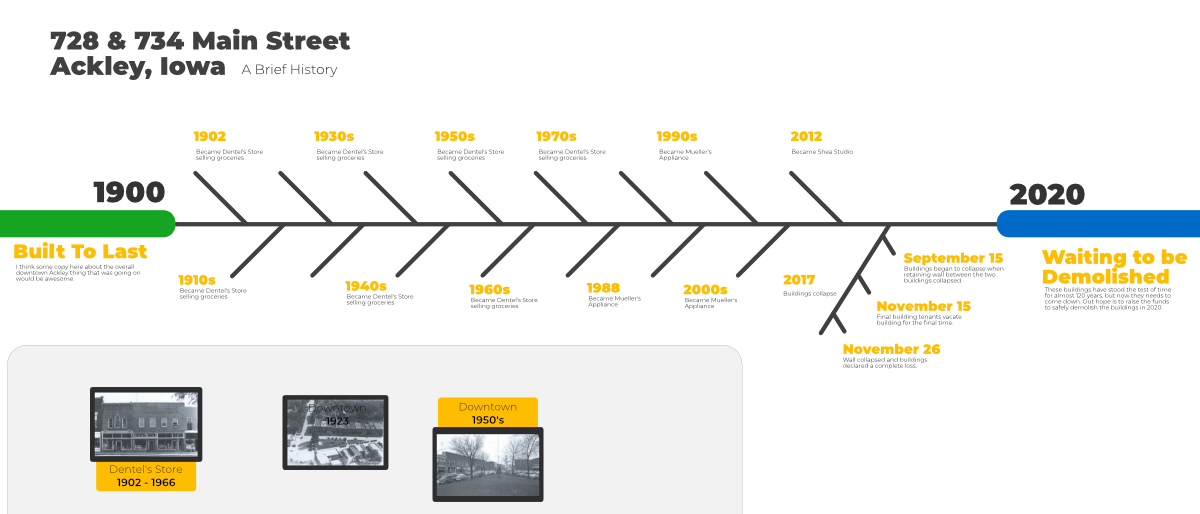 728 & 734 Main Street
Ackley, Iowa A Brief History
1902
Became Dentel's Store
selling groceries
1930s
Became Dentel's Store
selling groceries
1950s
Became Dentel's Store
selling groceries
1970s
Became Dentel's Store
selling groceries
1990s
Became Mueller's
Appliance
2012
Became Shea Studio
1900
2020
Built To Last
I think some copy here about the overall
downtown Ackley thing that was going on
would be awesome.
1910s
Became Dentel's Store
selling groceries
1940s
Became Dentel's Store
selling groceries
1960s
Became Dentel's Store
selling groceries
1988
Became Mueller's
Appliance
2000s
Became Mueller's
Appliance
2017
Buildings collapse
September 15
Buildings began to collapse when
retaining wall between the two
buildings collapsed
November 15
Final building tenants vacate
building for the final time.
November 26
Wall collapsed and buildings
declared a complete loss.
Waiting to be
Demolished
These buildings have stood the test of time
for almost 120 years, but now they needs to
come down. Out hope is to raise the funds
to safely demolish the buildings in 2020.
Dentel's Store
1902 - 1966
Downtown
1923
Downtown
1950's